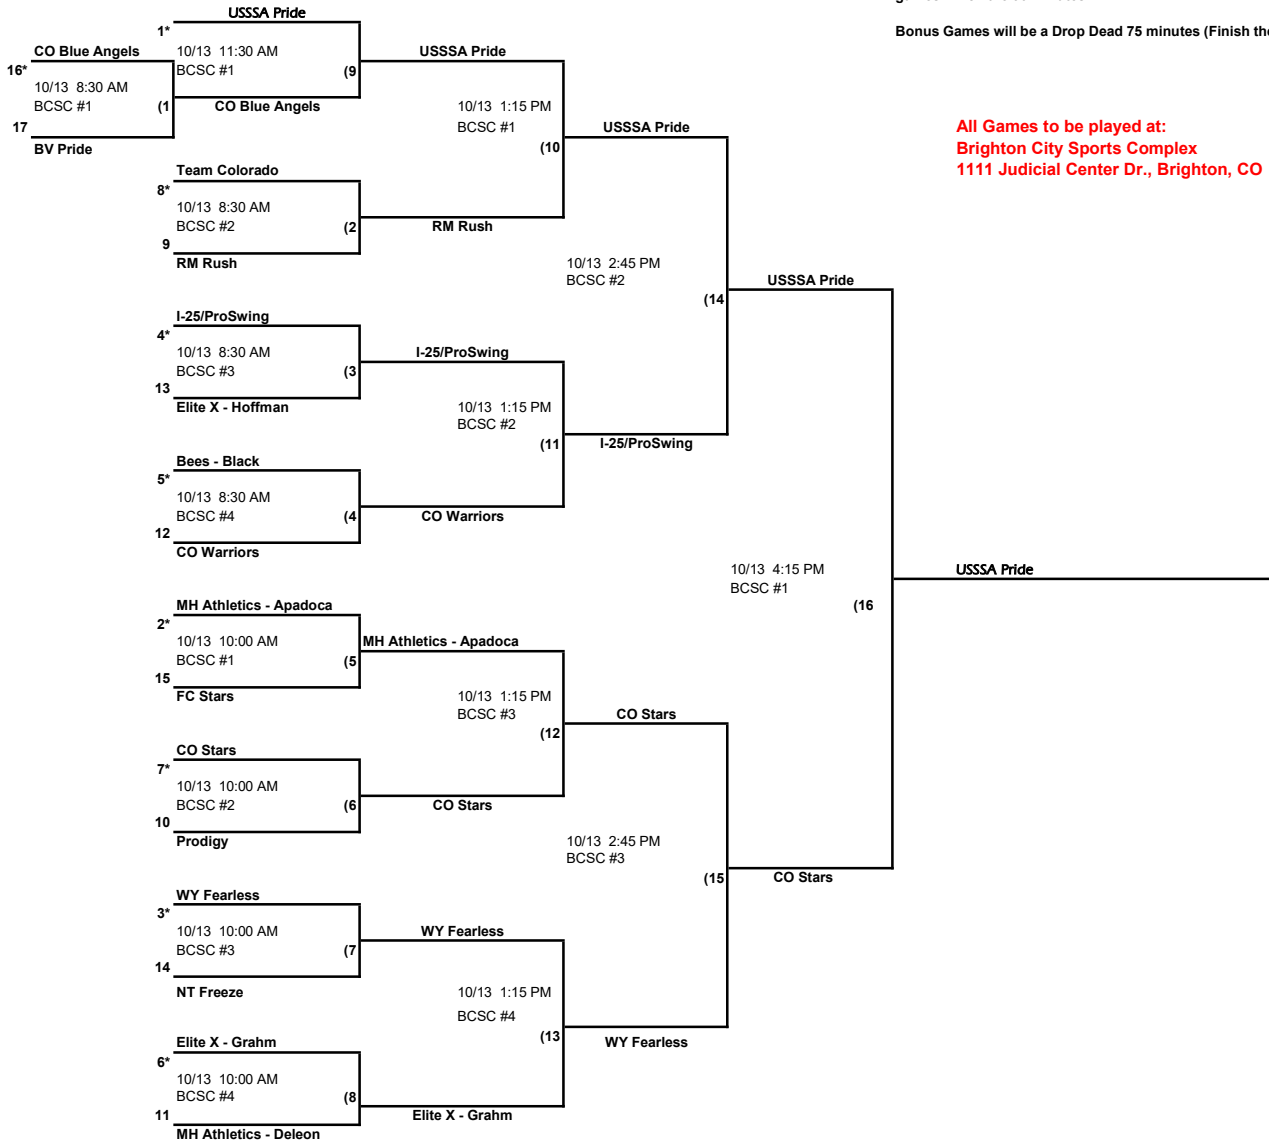 USSSA Pride
1*
CO Blue Angels
10/13 11:30 AM
USSSA Pride
16*
BCSC #1
(9
10/13 8:30 AM
BCSC #1
(1
CO Blue Angels
10/13 1:15 PM
17
BCSC #1
USSSA Pride
BV Pride
(10
Bonus Games will be a Drop Dead 75 minutes (Finish the
All Games to be played at:
Brighton City Sports Complex
1111 Judicial Center Dr., Brighton, CO
Team Colorado
8*
10/13 8:30 AM
BCSC #2
(2
RM Rush
9
RM Rush
10/13 2:45 PM
BCSC #2
USSSA Pride
(14
I-25/ProSwing
4*
10/13 8:30 AM
I-25/ProSwing
BCSC #3
(3
13
Elite X - Hoffman
10/13 1:15 PM
BCSC #2
(11
I-25/ProSwing
Bees - Black
5*
10/13 8:30 AM
BCSC #4
(4
CO Warriors
12
CO Warriors
10/13 4:15 PM
USSSA Pride
BCSC #1
(16
MH Athletics - Apadoca
2*
10/13 10:00 AM
MH Athletics - Apadoca
BCSC #1
(5
15
FC Stars
10/13 1:15 PM
BCSC #3
CO Stars
(12
CO Stars
7*
10/13 10:00 AM
BCSC #2
(6
CO Stars
10
Prodigy
10/13 2:45 PM
BCSC #3
(15
CO Stars
WY Fearless
3*
10/13 10:00 AM
WY Fearless
BCSC #3
(7
14
NT Freeze
10/13 1:15 PM
BCSC #4
(13
WY Fearless
Elite X - Grahm
6*
10/13 10:00 AM
BCSC #4
(8
11
Elite X - Grahm
MH Athletics - Deleon